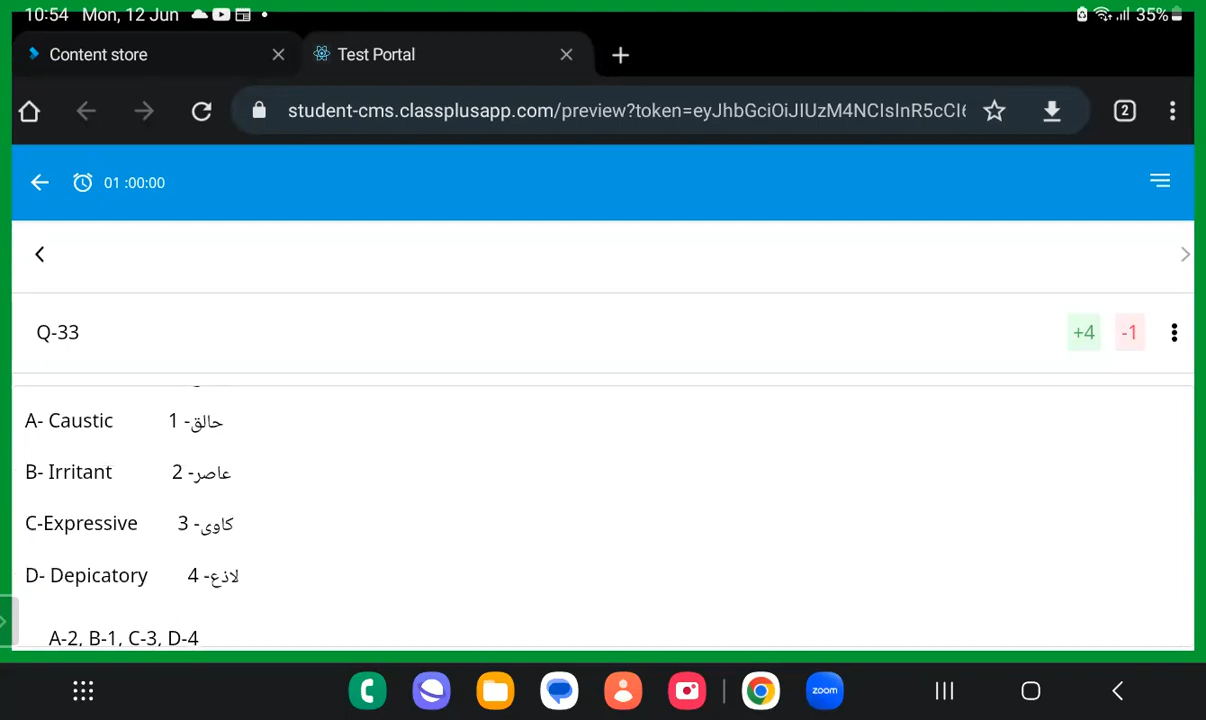 10:54 Mon, 12 Jun 35%
Content store Test Portal
student-cms.classplusapp.com/preview?token=eyJhbGciOiJIUzM4NCIsInR5cCI6 2
01 :00:00
Q-33 +4 -1
A- Caustic 1 -حالق
B- Irritant 2 -عاصر
C-Expressive 3 -کاوی
D- Depicatory 4 -لاذع
A-2, B-1, C-3, D-4
zoom